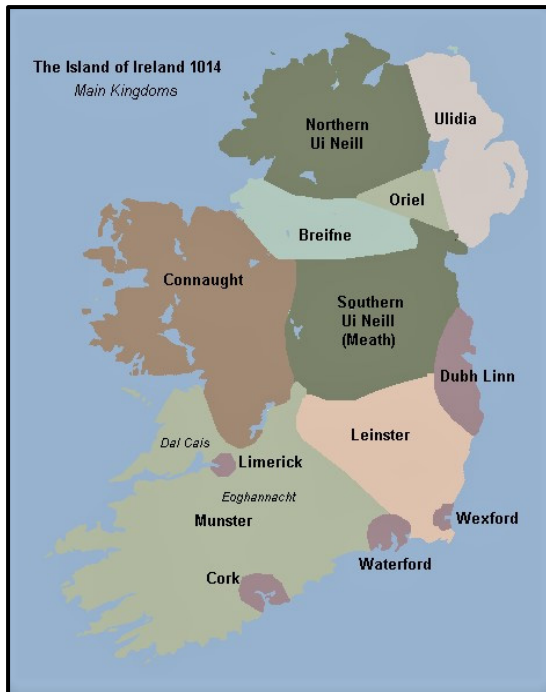 The Island of Ireland 1014
Main Kingdoms
Ulidia
Northern
Ui Neill
Oriel
Breifne
Connaught
Southern
Ui Neill
(Meath)
Dubh Linn
Leinster
Dal Cais
Limerick
Eoghannacht
Munster
Wexford
Waterford
Cork